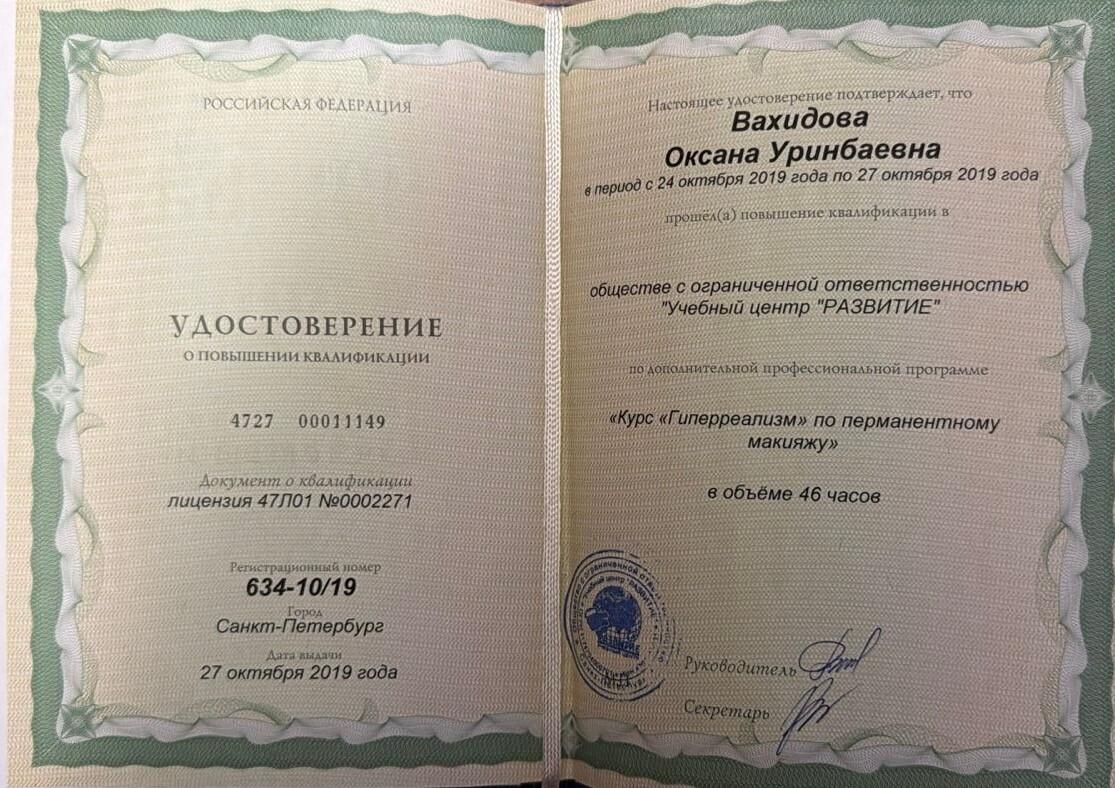 РОССИЙСКАЯ ФЕДЕРАЦИЯ
УДОСТОВЕРЕНИЕ
О ПОВЫШЕНИИ КВАЛИФИКАЦИИ
4727 00011149
Документ о квалификации
лицензия 47Л01 №0002271
Регистрационный номер
634-10/19
Город
Санкт-Петербург
Дата выдачи
27 октября 2019 года
Настоящее удостоверение подтверждает, что
Вахидова
Оксана Уринбаевна
в период с 24 октября 2019 года по 27 октября 2019 года
прошёл(а) повышение квалификации в
обществе с ограниченной ответственностью
"Учебный центр "РАЗВИТИЕ"
по дополнительной профессиональной программе
«Курс «Гиперреализм» по перманентному
макияжу»
в объёме 46 часов
Руководитель
М.П.
Секретарь